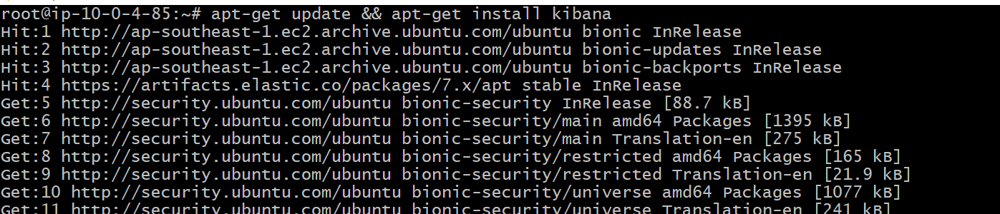 root@ip-10-0-4-85:~# apt-get update && apt-get install kibana
Hit:1 http://ap-southeast-1.ec2.archive.ubuntu.com/ubuntu bionic InRelease
Hit:2 http://ap-southeast-1.ec2.archive.ubuntu.com/ubuntu bionic-updates InRelease
Hit:3 http://ap-southeast-1.ec2.archive.ubuntu.com/ubuntu bionic-backports InRelease
Hit:4 https://artifacts.elastic.co/packages/7.x/apt stable InRelease
Get:5 http://security.ubuntu.com/ubuntu bionic-security InRelease [88.7 kB]
Get:6 http://security.ubuntu.com/ubuntu bionic-security/main amd64 Packages [1395 kB]
Get:7 http://security.ubuntu.com/ubuntu bionic-security/main Translation-en [275 kB]
Get:8 http://security.ubuntu.com/ubuntu bionic-security/restricted amd64 Packages [165 kB]
Get:9 http://security.ubuntu.com/ubuntu bionic-security/restricted Translation-en [21.9 kB]
Get:10 http://security.ubuntu.com/ubuntu bionic-security/universe amd64 Packages [1077 kB]
Get:11 http://security.ubuntu.com/ubuntu bionic-security/universe Translation-en [241 kB]